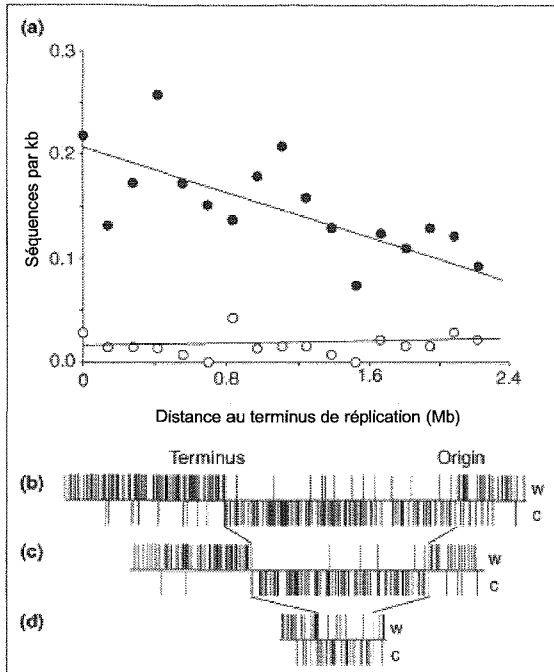 (a)
0.3
0.2
0.1
0.0
Séquences par kb
0 0.8 1.6 2.4
Distance au terminus de réplication (Mb)
Terminus Origin
(b) w
c
(c) w
c
(d) w
c